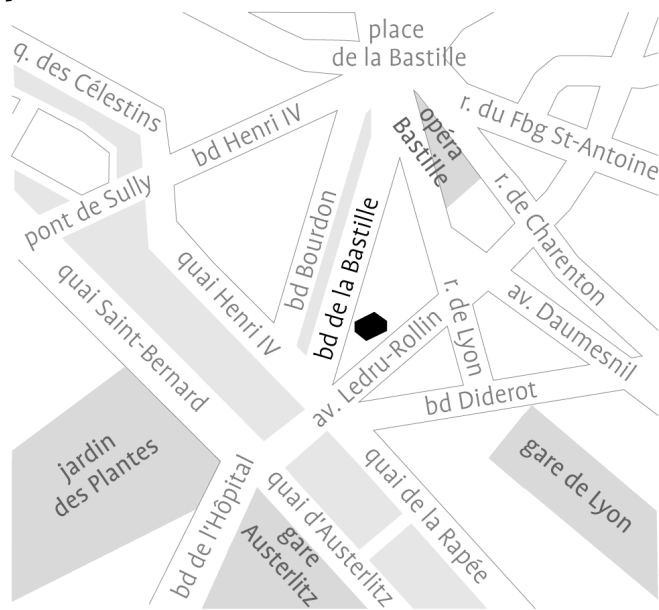 place
de la Bastille
q. des Célestins
bd Henri IV
opéra
Bastille
r. du Fbg St-Antoine
pont de Sully
bd Bourdon
bd de la Bastille
r. de Charenton
quai Henri IV
quai Saint-Bernard
r. de Lyon
av. Daumesnil
av. Ledru-Rollin
bd Diderot
jardin
des Plantes
bd de l'Hôpital
quai d'Austerlitz
gare
Austerlitz
quai de la Rapée
gare de Lyon